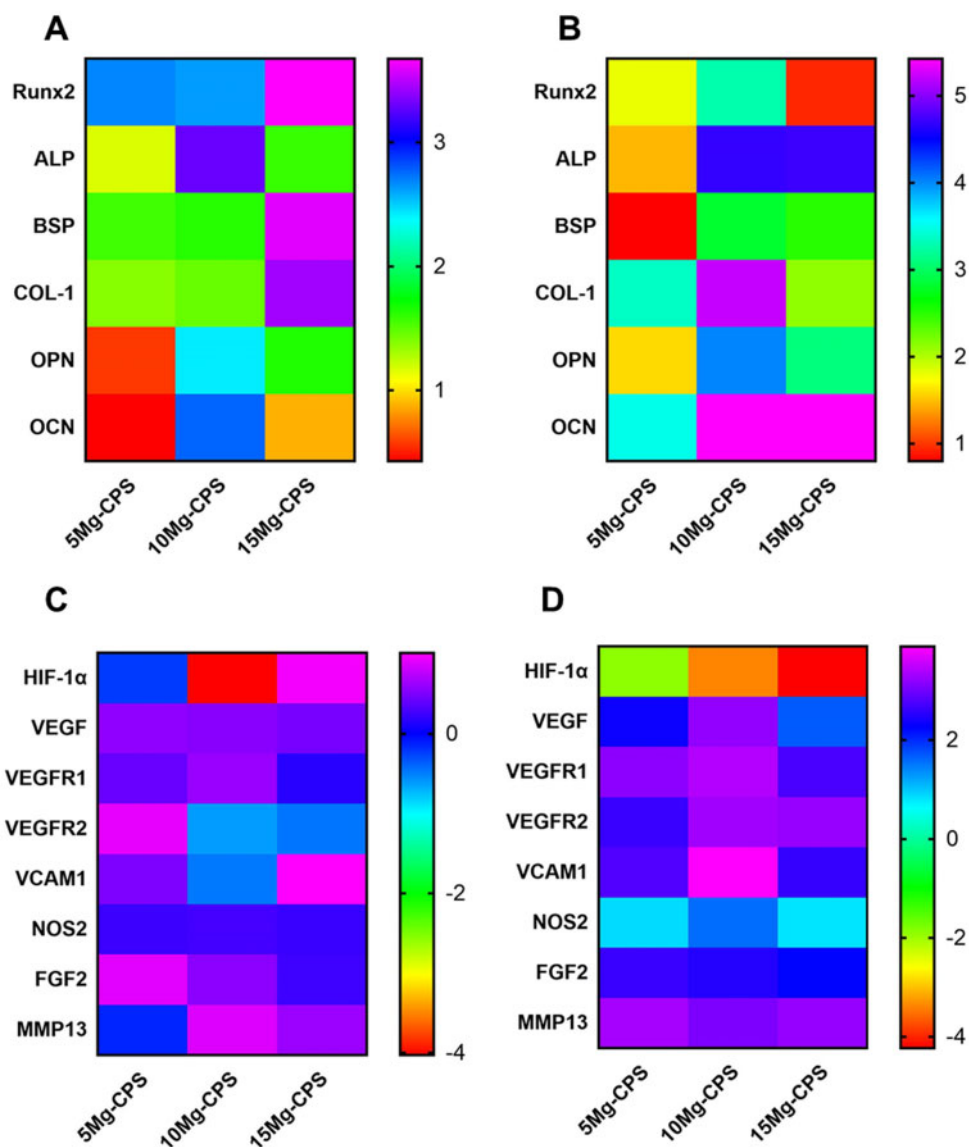 A
Runx2
ALP
BSP
COL-1
OPN
OCN
3
2
1
5Mg-CPS
10Mg-CPS
15Mg-CPS
B
Runx2
ALP
BSP
COL-1
OPN
OCN
5
4
3
2
1
5Mg-CPS
10Mg-CPS
15Mg-CPS
C
HIF-1α
VEGF
VEGFR1
VEGFR2
VCAM1
NOS2
FGF2
MMP13
0
-2
-4
5Mg-CPS
10Mg-CPS
15Mg-CPS
D
HIF-1α
VEGF
VEGFR1
VEGFR2
VCAM1
NOS2
FGF2
MMP13
2
0
-2
-4
5Mg-CPS
10Mg-CPS
15Mg-CPS